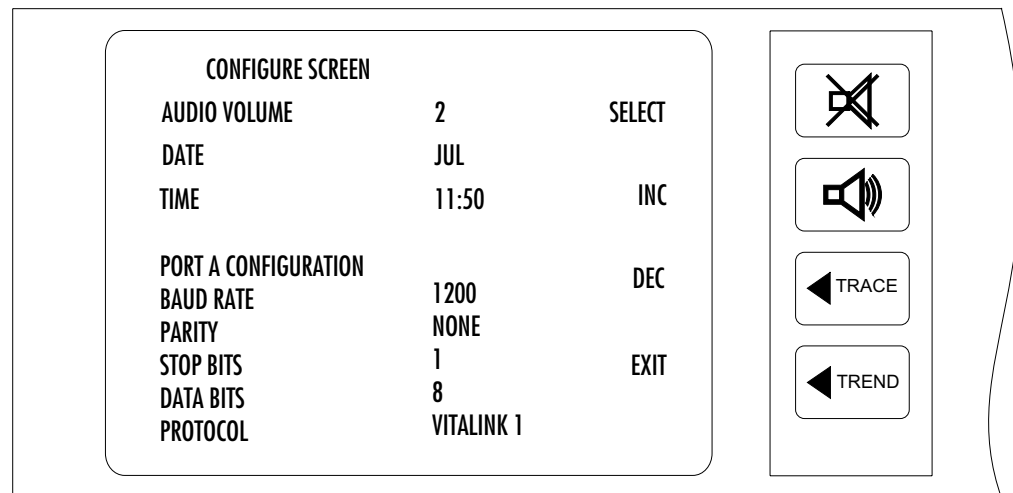 CONFIGURE SCREEN
AUDIO VOLUME 2 SELECT
DATE JUL
TIME 11:50 INC
PORT A CONFIGURATION
DEC
BAUD RATE 1200
PARITY NONE
STOP BITS 1 EXIT
DATA BITS 8
PROTOCOL VITALINK 1
TRACE
TREND